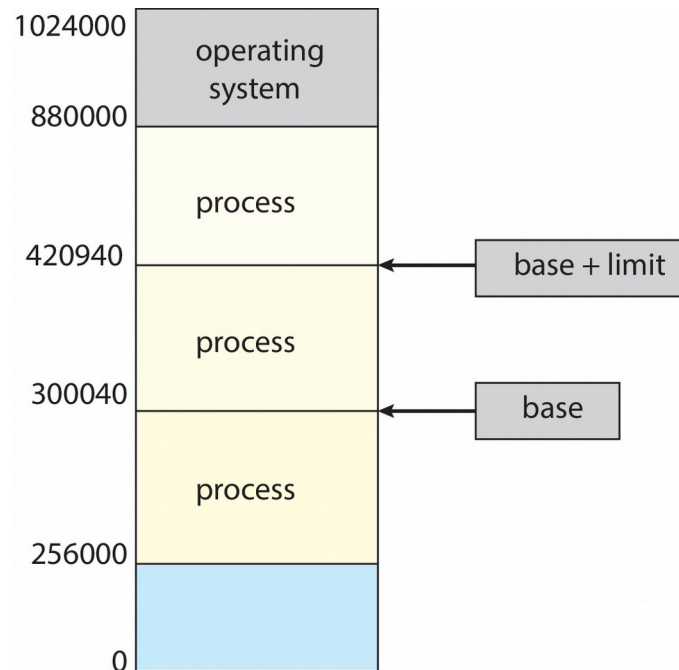 1024000
operating
system
880000
process
420940
base + limit
process
300040
base
process
256000
0